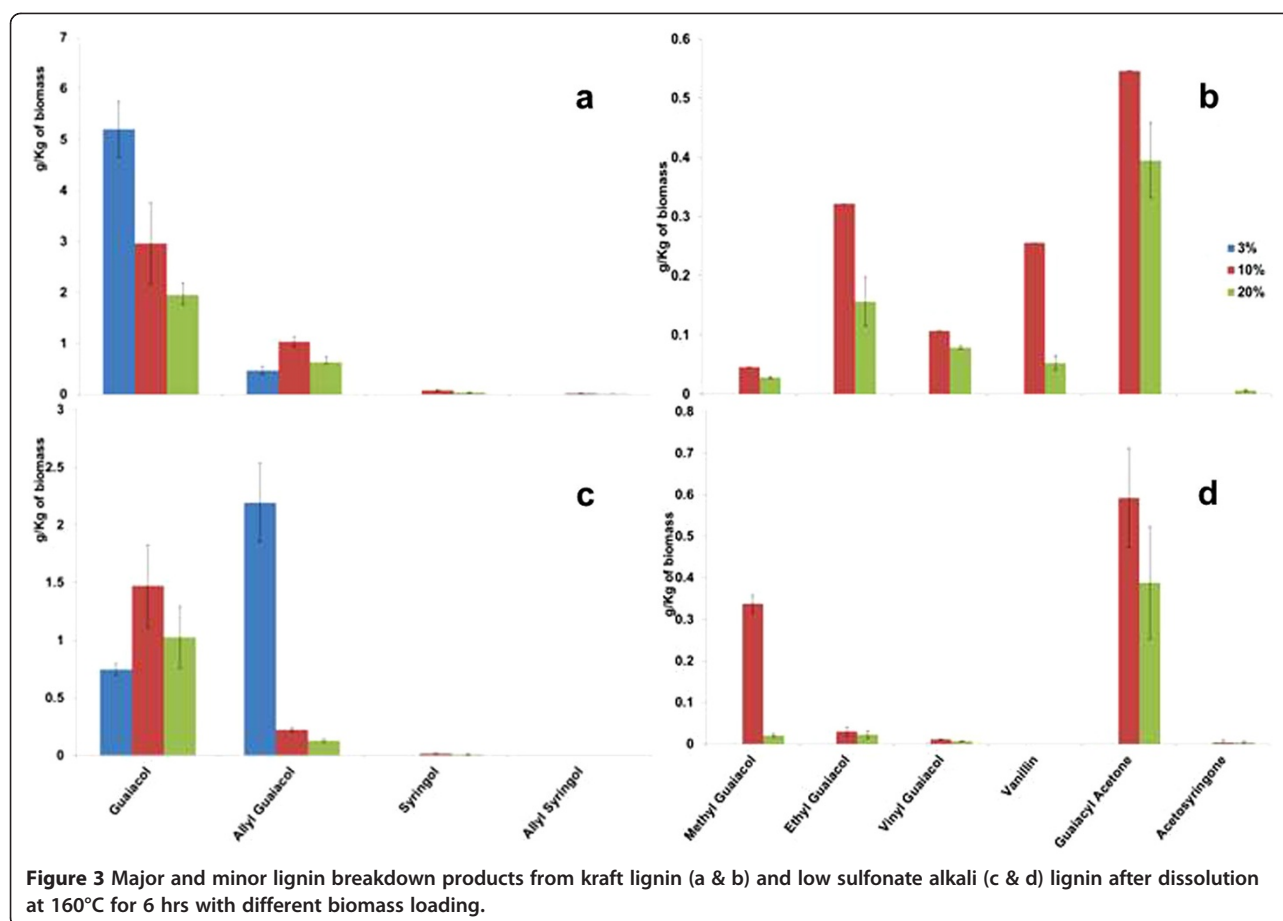 7
6
5
4
3
2
1
0
g/Kg of biomass
a
0.6
0.5
0.4
0.3
0.2
0.1
0
g/Kg of biomass
b
3%
10%
20%
3
2.5
2
1.5
1
0.5
0
g/Kg of biomass
c
Guaiacol
Allyl Guaiacol
Syringol
Allyl Syringol
0.8
0.7
0.6
0.5
0.4
0.3
0.2
0.1
0
g/Kg of biomass
d
Methyl Guaiacol
Ethyl Guaiacol
Vinyl Guaiacol
Vanillin
Guaiacyl Acetone
Acetosyringone
Figure 3 Major and minor lignin breakdown products from kraft lignin (a & b) and low sulfonate alkali (c & d) lignin after dissolution
at 160°C for 6 hrs with different biomass loading.